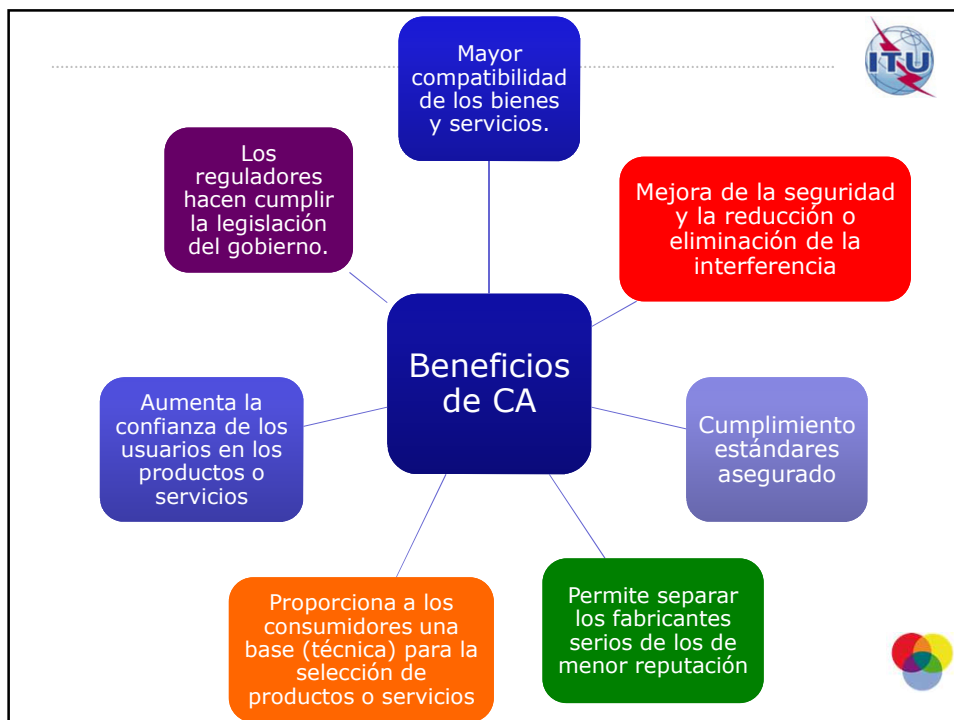 Mayor
compatibilidad
de los bienes
y servicios.
ITU
Los
reguladores
hacen cumplir
la legislación
del gobierno.
Mejora de la seguridad
y la reducción o
eliminación de la
interferencia
Beneficios
de CA
Aumenta la
confianza de los
usuarios en los
productos o
servicios
Cumplimiento
estándares
asegurado
Proporciona a los
consumidores una
base (técnica) para la
selección de
productos o servicios
Permite separar
los fabricantes
serios de los de
menor reputación